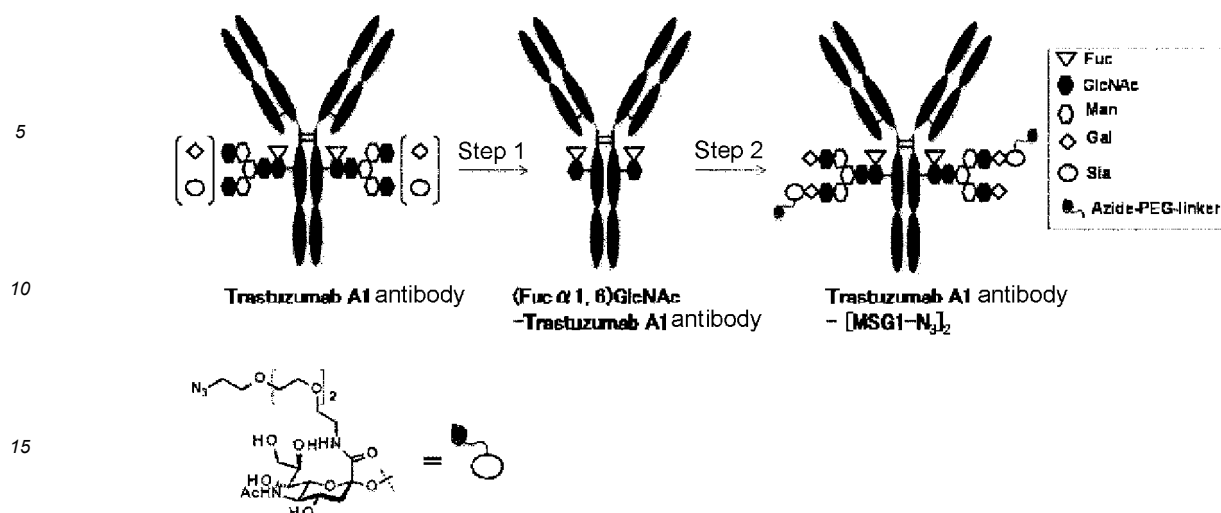 5
10
15
Step 1
Step 2
Fuc
GlcNAc
Man
Gal
Sia
Azide-PEG-linker
Trastuzumab A1 antibody
(Fuc α 1, 6)GlcNAc
-Trastuzumab A1 antibody
Trastuzumab A1 antibody
- [MSG1-N3]2
N3
O
O
O
2
HN
HO
OH
O
HO
AcHN
O
O
HO
=